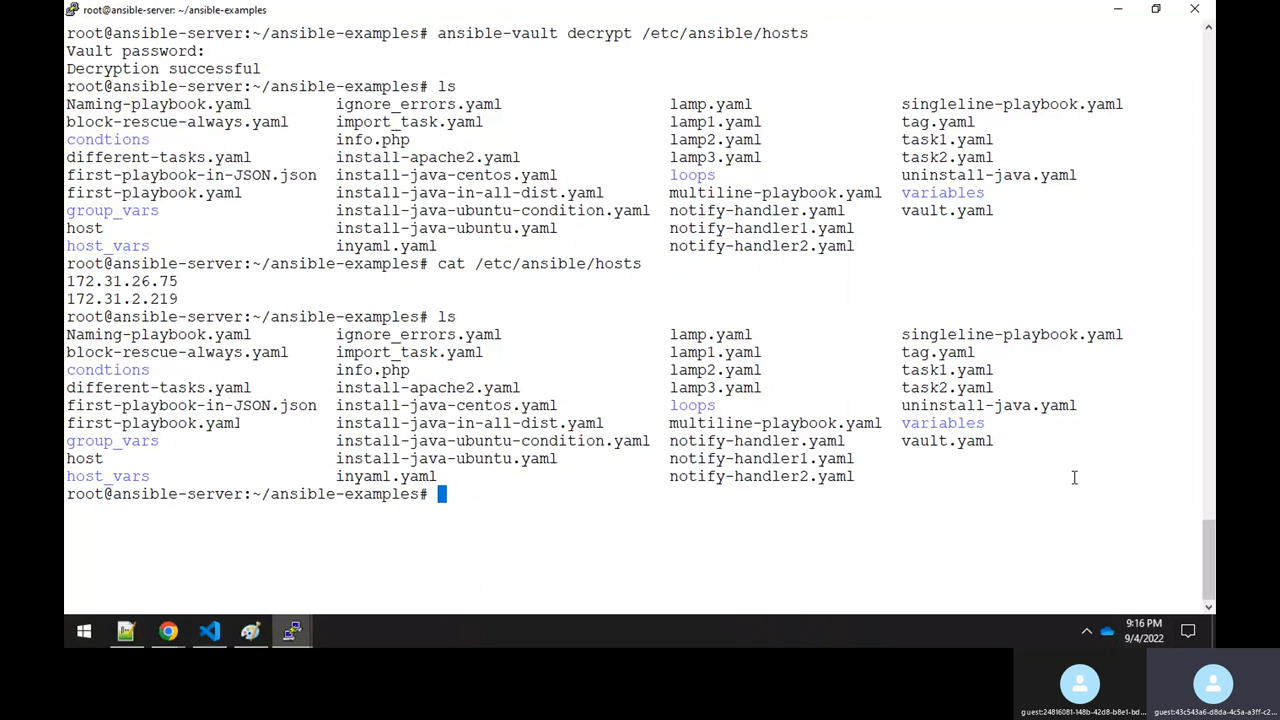 root@ansible-server: ~/ansible-examples
root@ansible-server:~/ansible-examples# ansible-vault decrypt /etc/ansible/hosts
Vault password:
Decryption successful
root@ansible-server:~/ansible-examples# ls
Naming-playbook.yaml ignore_errors.yaml lamp.yaml singleline-playbook.yaml
block-rescue-always.yaml import_task.yaml lamp1.yaml tag.yaml
condtions info.php lamp2.yaml task1.yaml
different-tasks.yaml install-apache2.yaml lamp3.yaml task2.yaml
first-playbook-in-JSON.json install-java-centos.yaml loops uninstall-java.yaml
first-playbook.yaml install-java-in-all-dist.yaml multiline-playbook.yaml variables
group_vars install-java-ubuntu-condition.yaml notify-handler.yaml vault.yaml
host install-java-ubuntu.yaml notify-handler1.yaml
host_vars inyaml.yaml notify-handler2.yaml
root@ansible-server:~/ansible-examples# cat /etc/ansible/hosts
172.31.26.75
172.31.2.219
root@ansible-server:~/ansible-examples# ls
Naming-playbook.yaml ignore_errors.yaml lamp.yaml singleline-playbook.yaml
block-rescue-always.yaml import_task.yaml lamp1.yaml tag.yaml
condtions info.php lamp2.yaml task1.yaml
different-tasks.yaml install-apache2.yaml lamp3.yaml task2.yaml
first-playbook-in-JSON.json install-java-centos.yaml loops uninstall-java.yaml
first-playbook.yaml install-java-in-all-dist.yaml multiline-playbook.yaml variables
group_vars install-java-ubuntu-condition.yaml notify-handler.yaml vault.yaml
host install-java-ubuntu.yaml notify-handler1.yaml
host_vars inyaml.yaml notify-handler2.yaml
root@ansible-server:~/ansible-examples#
9:16 PM
9/4/2022
guest:24816081-148b-42d8-b8e1-bd... guest:43c543a6-d8da-4c5a-a3ff-c2...